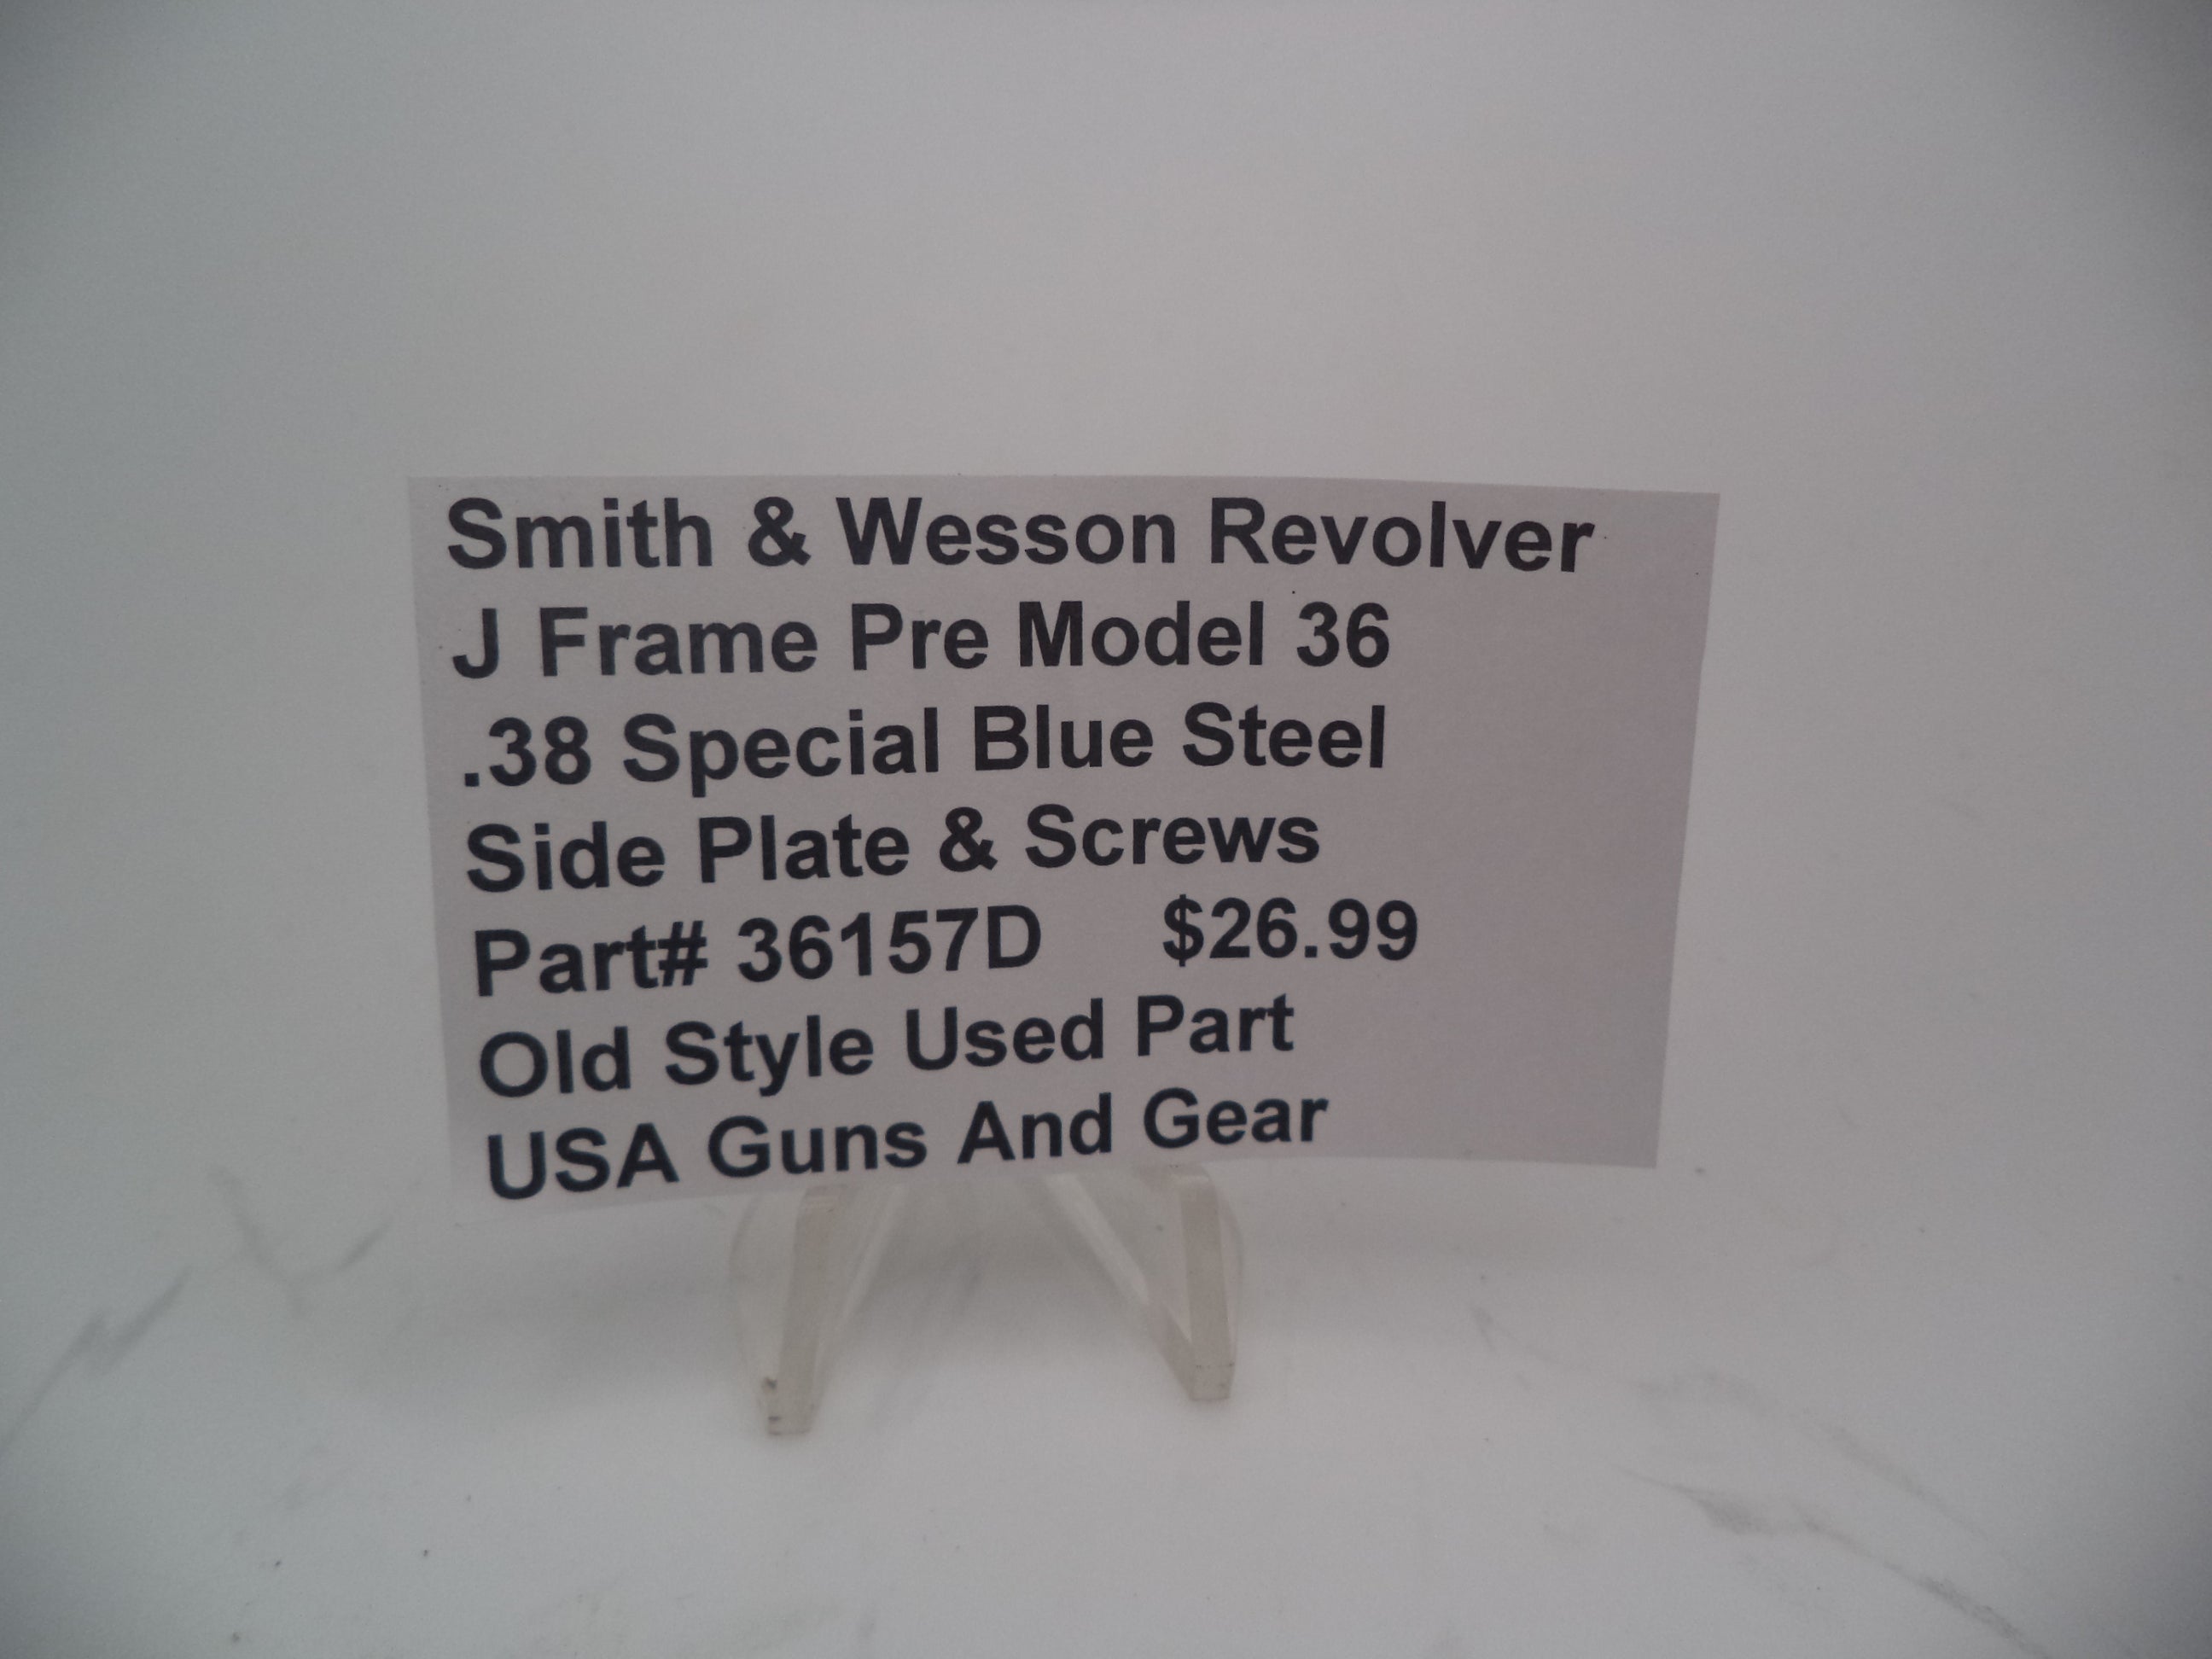 Smith & Wesson Revolver
J Frame Pre Model 36
.38 Special Blue Steel
Side Plate & Screws
Part# 36157D $26.99
Old Style Used Part
USA Guns And Gear